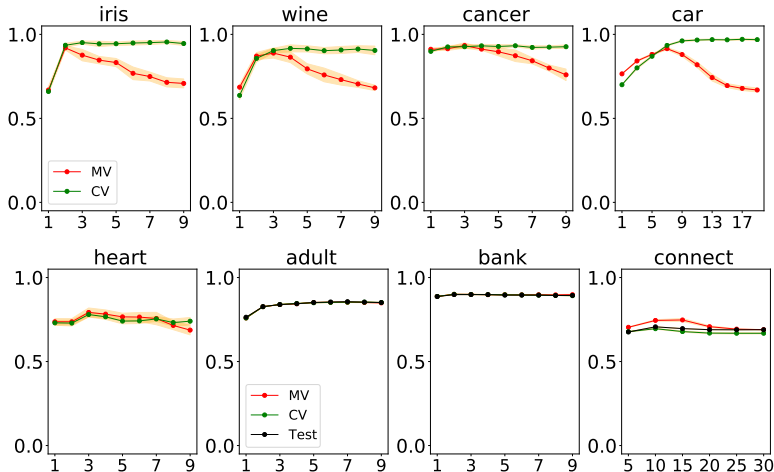 iris wine cancer car
1.0 1.0 1.0 1.0
0.5 0.5 0.5 0.5
MV
CV
0.0 0.0 0.0 0.0
1 3 5 7 9 1 3 5 7 9 1 3 5 7 9 1 5 9 13 17
heart adult bank connect
1.0 1.0 1.0 1.0
0.5 0.5 0.5 0.5
MV
CV
Test
0.0 0.0 0.0 0.0
1 3 5 7 9 1 3 5 7 9 1 3 5 7 9 5 10 15 20 25 30